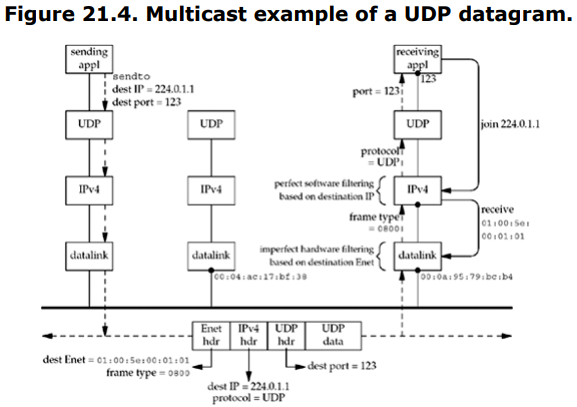 Figure 21.4. Multicast example of a UDP datagram.
sending
appl
sendto
dest IP = 224.0.1.1
dest port = 123
receiving
appl
123
port = 123
join 224.0.1.1
UDP
UDP
UDP
protocol
= UDP
IPv4
IPv4
perfect software filtering
based on destination IP
IPv4
frame type
= 0800
receive
01:00:5e:
00:01:01
datalink
datalink
imperfect hardware filtering
based on destination Enet
datalink
00:04:ac:17:bf:38
00:0a:95:79:bc:b4
Enet
hdr
IPv4
hdr
UDP
hdr
UDP
data
dest Enet = 01:00:5e:00:01:01
frame type = 0800
dest port = 123
dest IP = 224.0.1.1
protocol = UDP